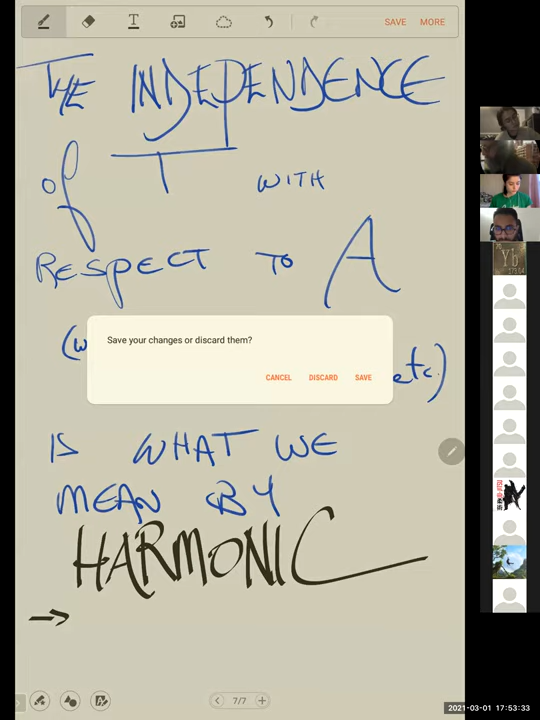 SAVE MORE
THE INDEPENDENCE
of T WITH
RESPECT TO A
(w
Save your changes or discard them?
CANCEL DISCARD SAVE
etc.)
IS WHAT WE
MEAN BY
HARMONIC
→
7/7
Yb
2021-03-01 17:53:33